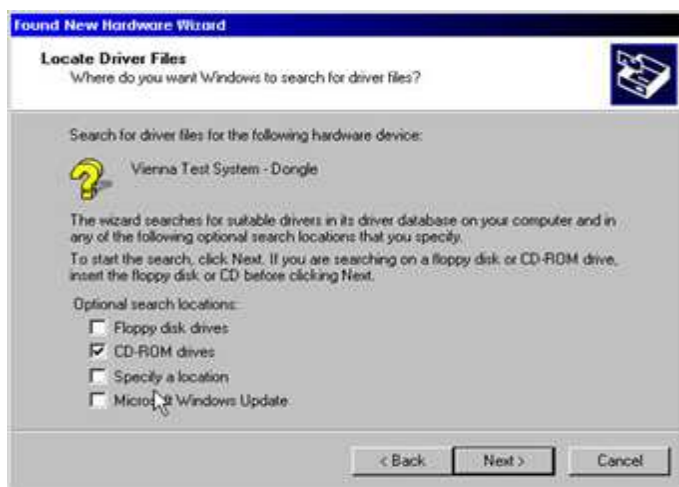 Found New Hardware Wizard
Locate Driver Files
Where do you want Windows to search for driver files?
Search for driver files for the following hardware device:
Vienna Test System - Dongle
The wizard searches for suitable drivers in its driver database on your computer and in
any of the following optional search locations that you specify.
To start the search, click Next. If you are searching on a floppy disk or CD-ROM drive,
insert the floppy disk or CD before clicking Next.
Optional search locations:
Floppy disk drives
CD-ROM drives
Specify a location
Microsoft Windows Update
< Back
Next >
Cancel